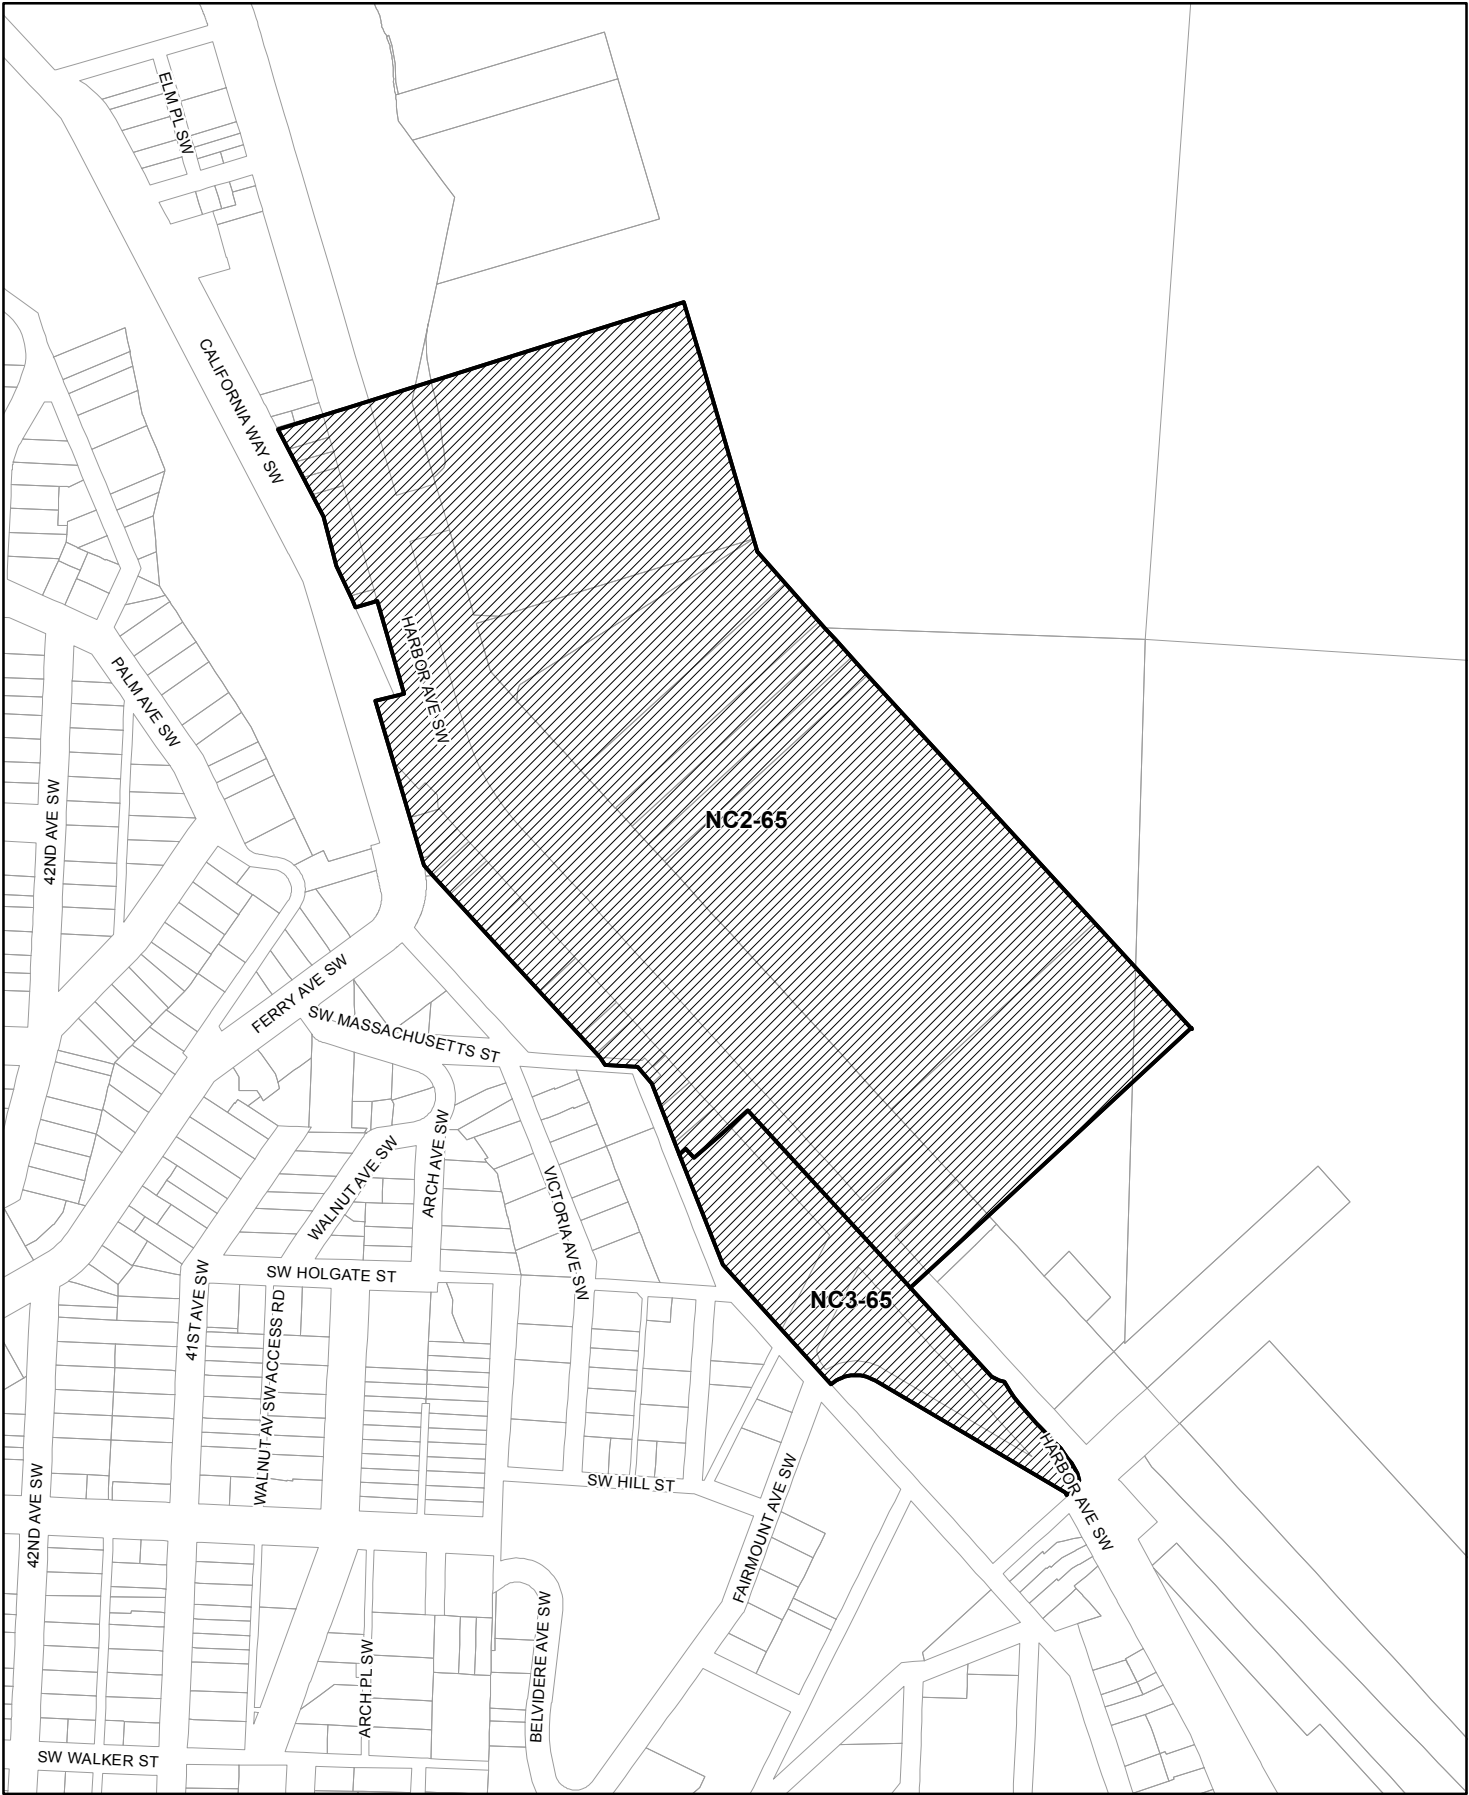 ELM PL SW
CALIFORNIA WAY SW
HARBOR AVE SW
PALM AVE SW
42ND AVE SW
NC2-65
FERRY AVE SW
SW MASSACHUSETTS ST
ARCH AVE SW
WALNUT AVE SW
VICTORIA AVE SW
SW HOLGATE ST
41ST AVE SW
WALNUT AV SW ACCESS RD
NC3-65
HARBOR AVE SW
SW HILL ST
FAIRMOUNT AVE SW
42ND AVE SW
BELVIDERE AVE SW
ARCH PL SW
SW WALKER ST